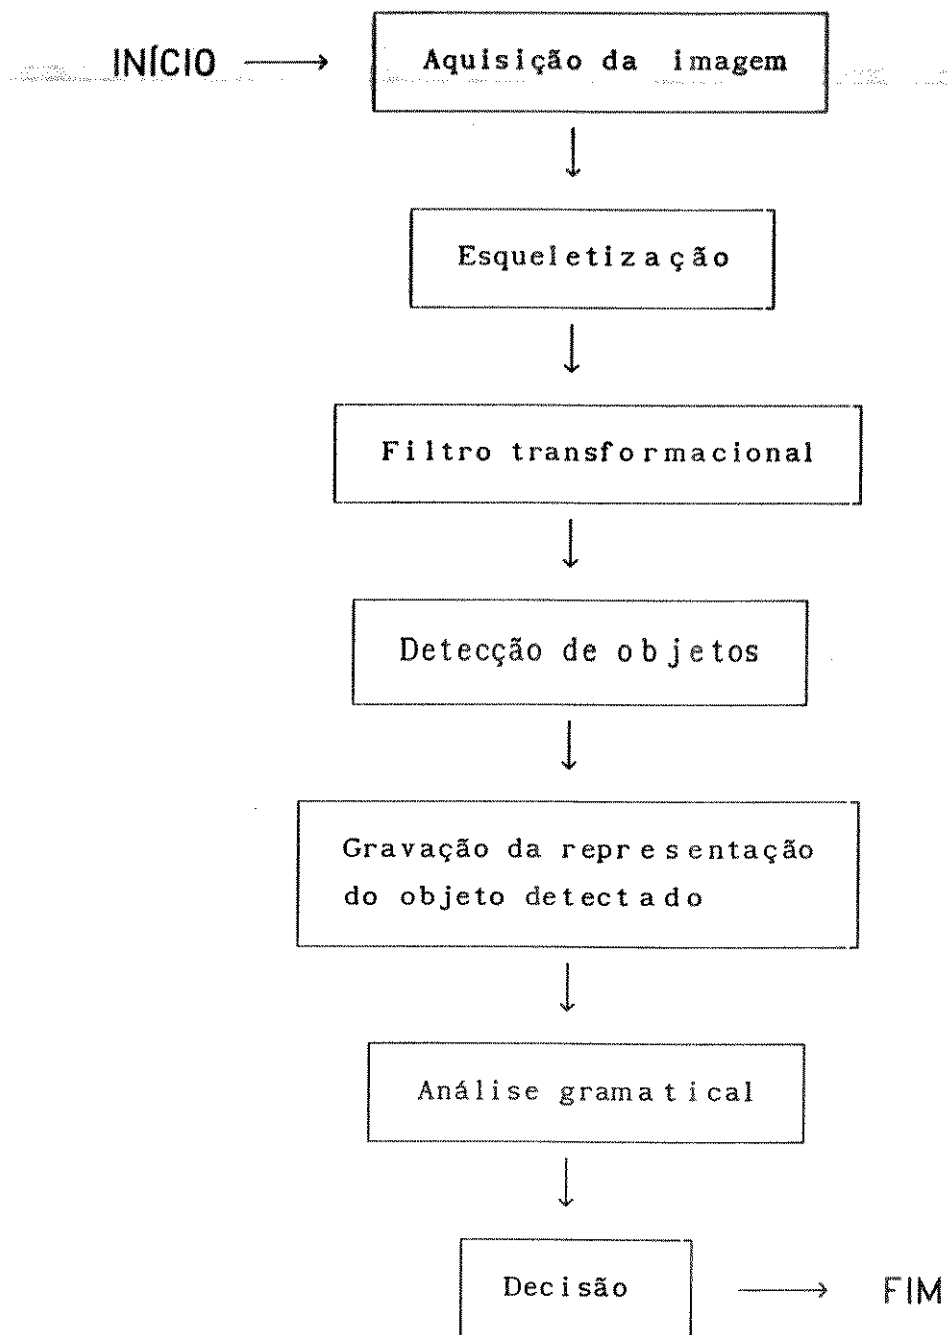 INÍCIO
Aquisição da imagem
Esqueletização
Filtro transformacional
Detecção de objetos
Gravação da representação
do objeto detectado
Análise gramatical
Decisão
FIM